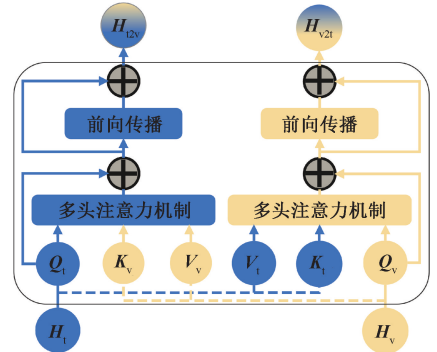 H_t2v H_v2t
前向传播 前向传播
多头注意力机制 多头注意力机制
Q_t K_v V_v V_t K_t Q_v
H_t H_v